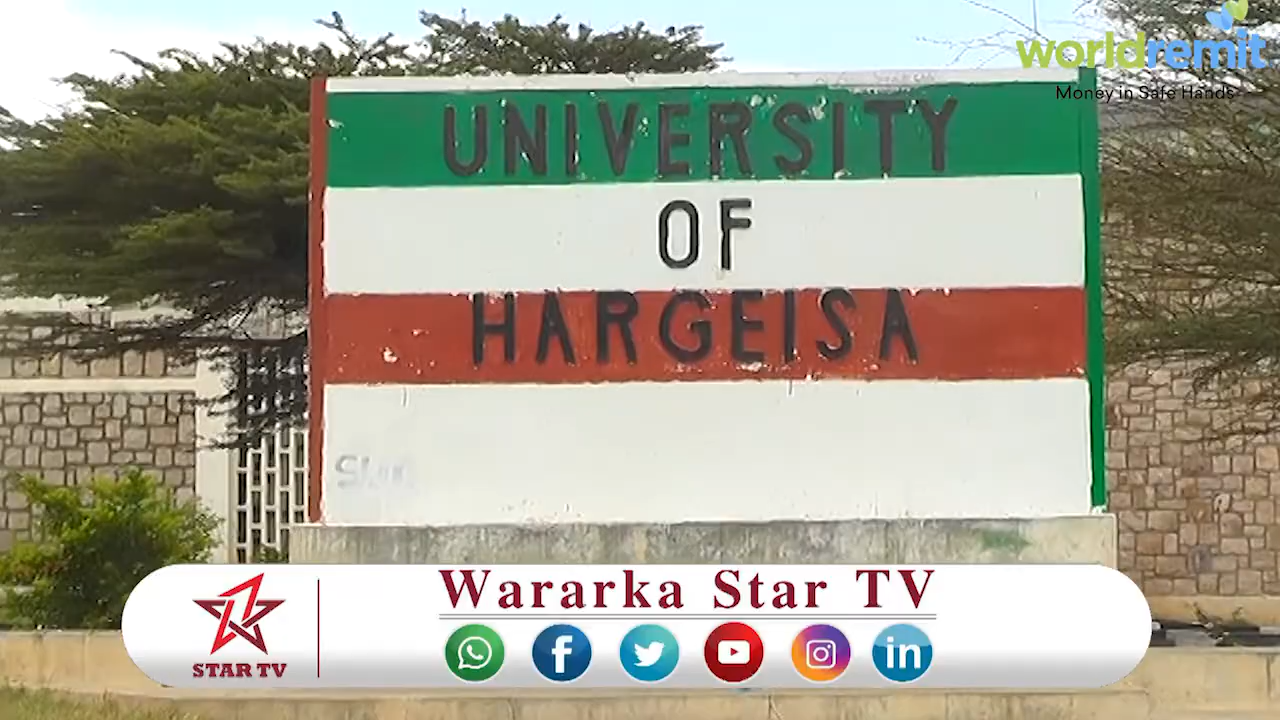 worldremit
Money in Safe Hands
UNIVERSITY
OF
HARGEISA
Wararka Star TV
STAR TV